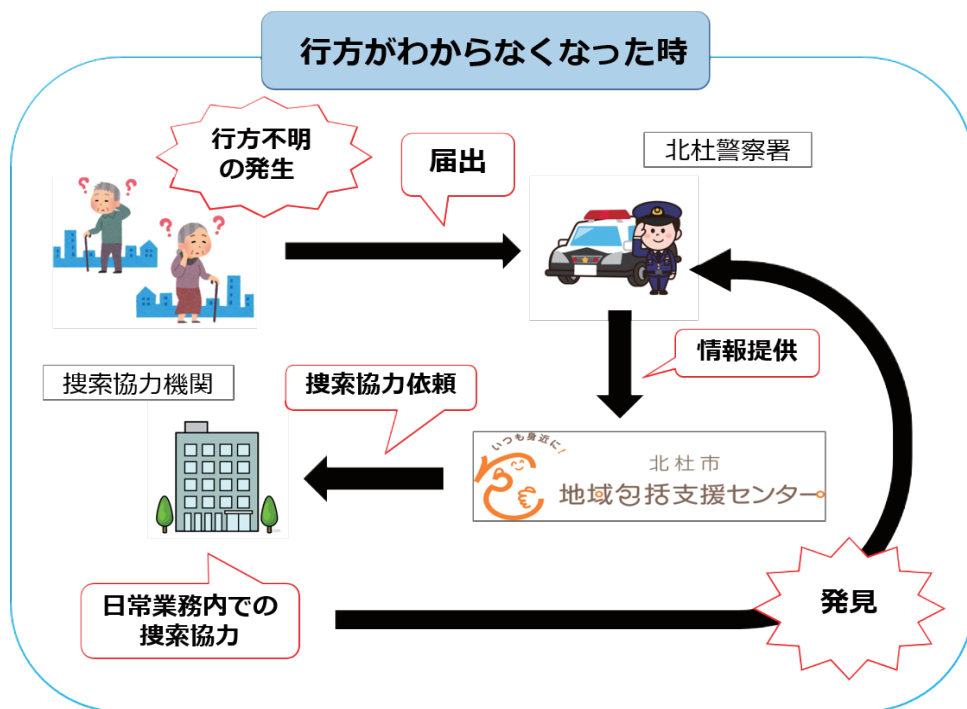 行方がわからなくなった時
行方不明
の発生
届出
北杜警察署
?
?
?
?
情報提供
捜索協力機関
捜索協力依頼
いつも身近に!
北杜市
地域包括支援センター
日常業務内での
捜索協力
発見